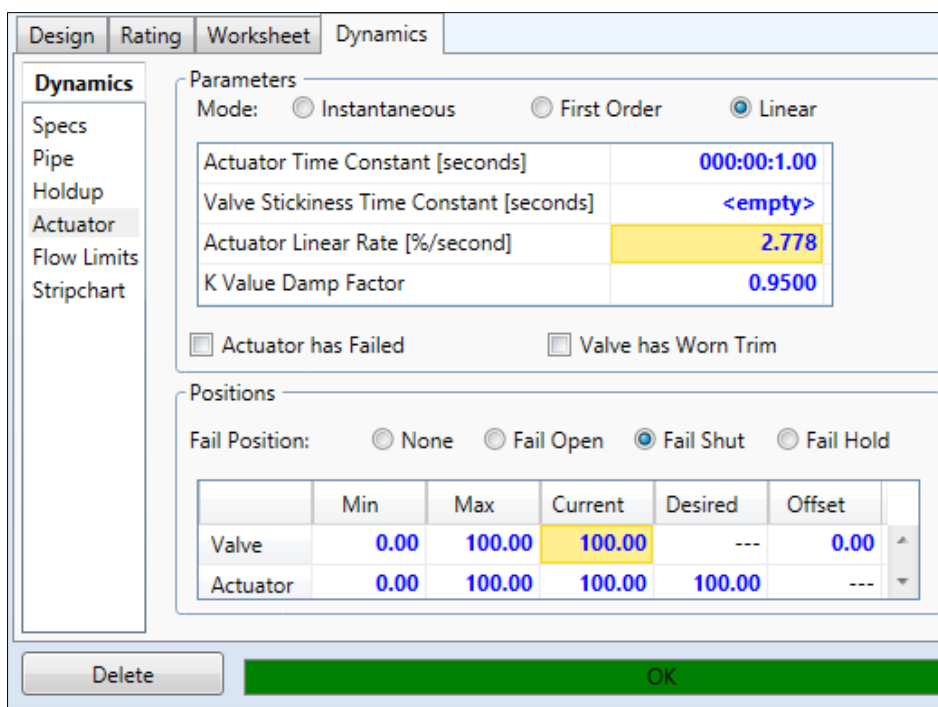 Design Rating Worksheet Dynamics
Dynamics
Specs
Pipe
Holdup
Actuator
Flow Limits
Stripchart
Parameters
Mode: Instantaneous First Order Linear
Actuator Time Constant [seconds] 000:00:1.00
Valve Stickiness Time Constant [seconds] <empty>
Actuator Linear Rate [%/second] 2.778
K Value Damp Factor 0.9500
Actuator has Failed Valve has Worn Trim
Positions
Fail Position: None Fail Open Fail Shut Fail Hold
Min Max Current Desired Offset
Valve 0.00 100.00 100.00 --- 0.00
Actuator 0.00 100.00 100.00 100.00 ---
Delete OK